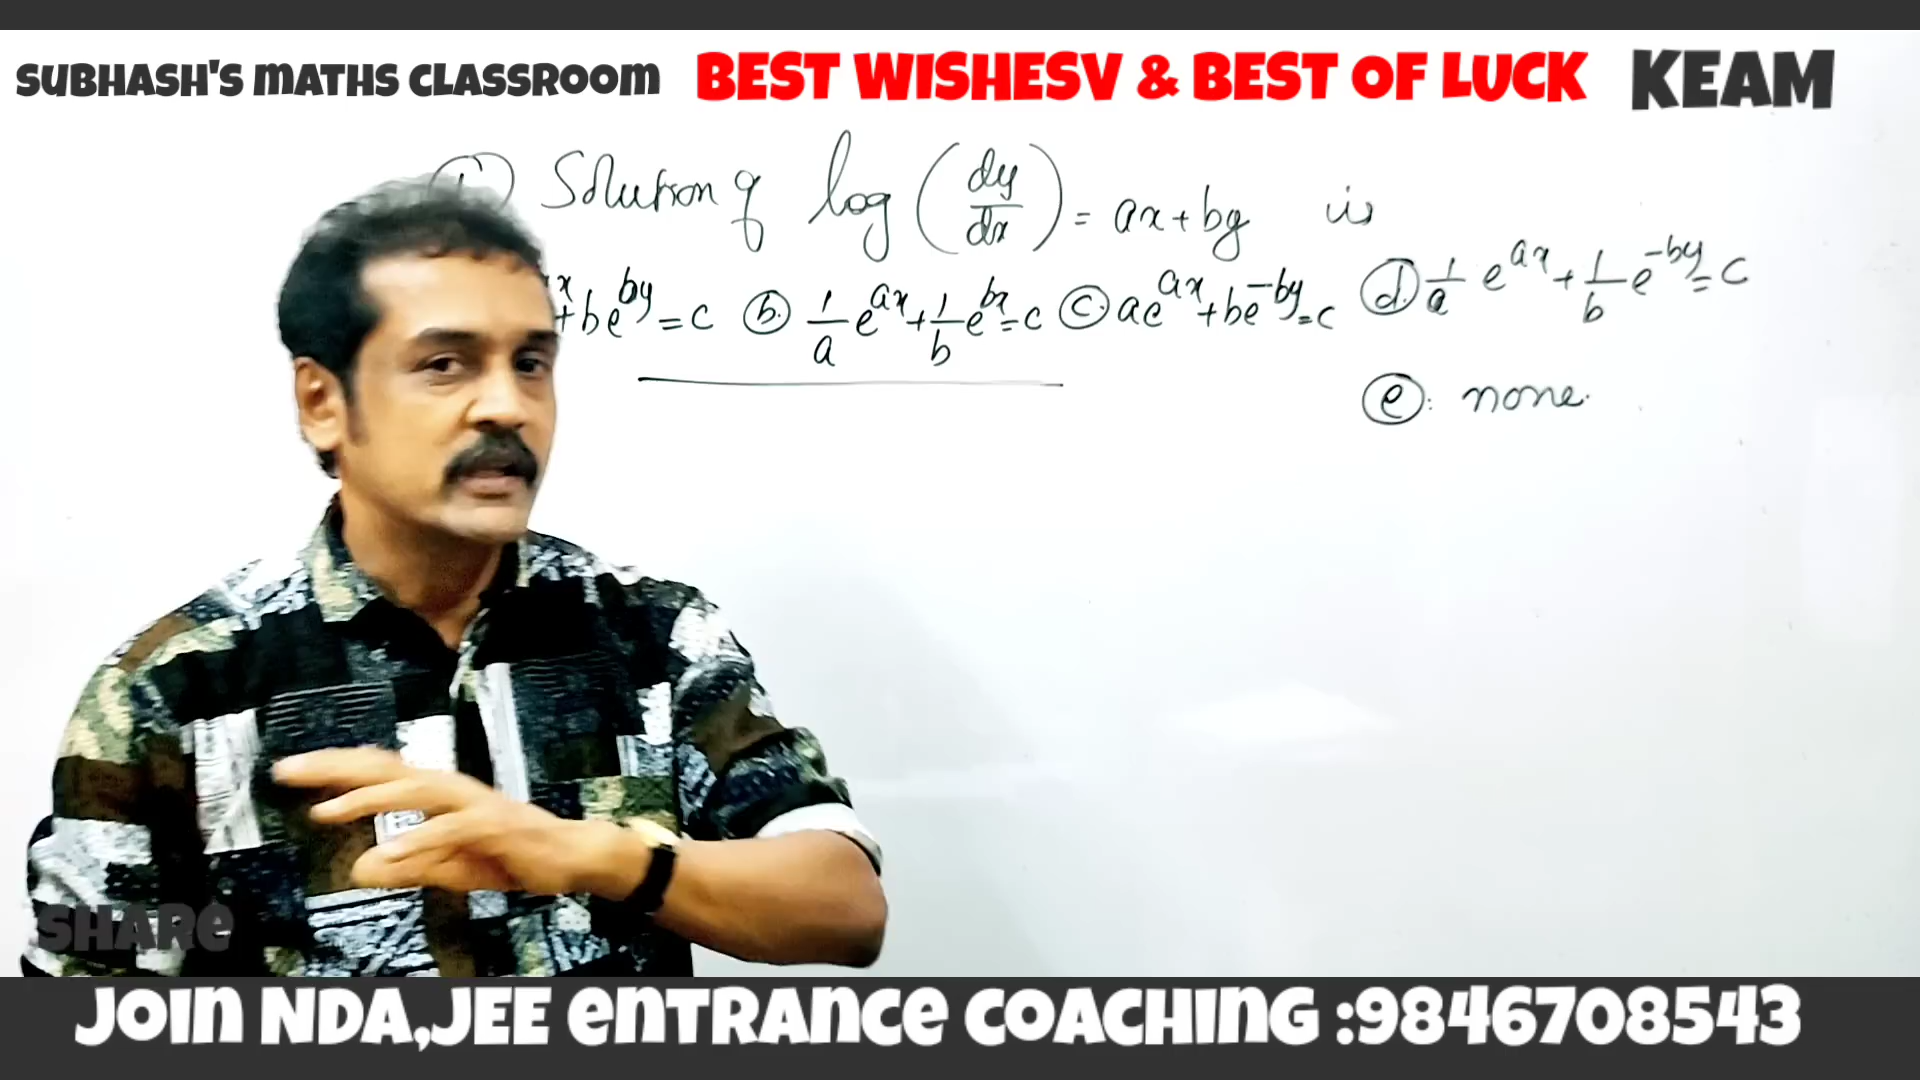 SUBHASH'S MATHS CLASSROOM BEST WISHESV & BEST OF LUCK KEAM
Solution of log (dy/dx) = ax + by is
x + be^by = c (b) 1/a e^ax + 1/b e^bx = c (c) ae^ax + be^-by = c (d) 1/a e^ax + 1/b e^-by = c
(e): none.
SHARE
JOIN NDA,JEE ENTRANCE COACHING :9846708543